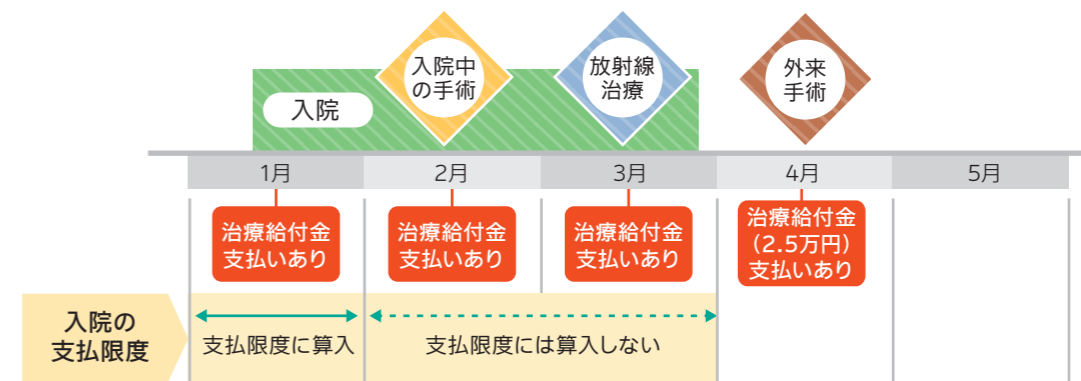 入院中
の手術
放射線
治療
外来
手術
入院
1月
2月
3月
4月
5月
治療給付金
支払いあり
治療給付金
支払いあり
治療給付金
支払いあり
治療給付金
（2.5万円）
支払いあり
入院の
支払限度
支払限度に算入
支払限度には算入しない